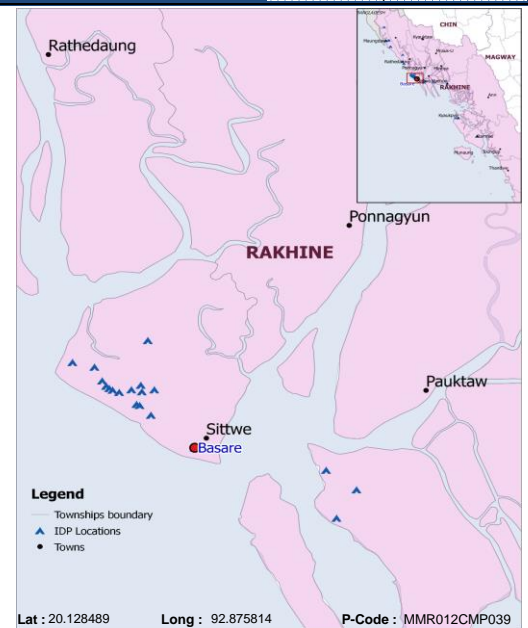 Rathedaung
CHIN
MAGWAY
RAKHINE
Basare
Ponnagyun
RAKHINE
Pauktaw
Sittwe
Basare
Legend
Townships boundary
IDP Locations
Towns
Lat : 20.128489 Long : 92.875814 P-Code : MMR012CMP039